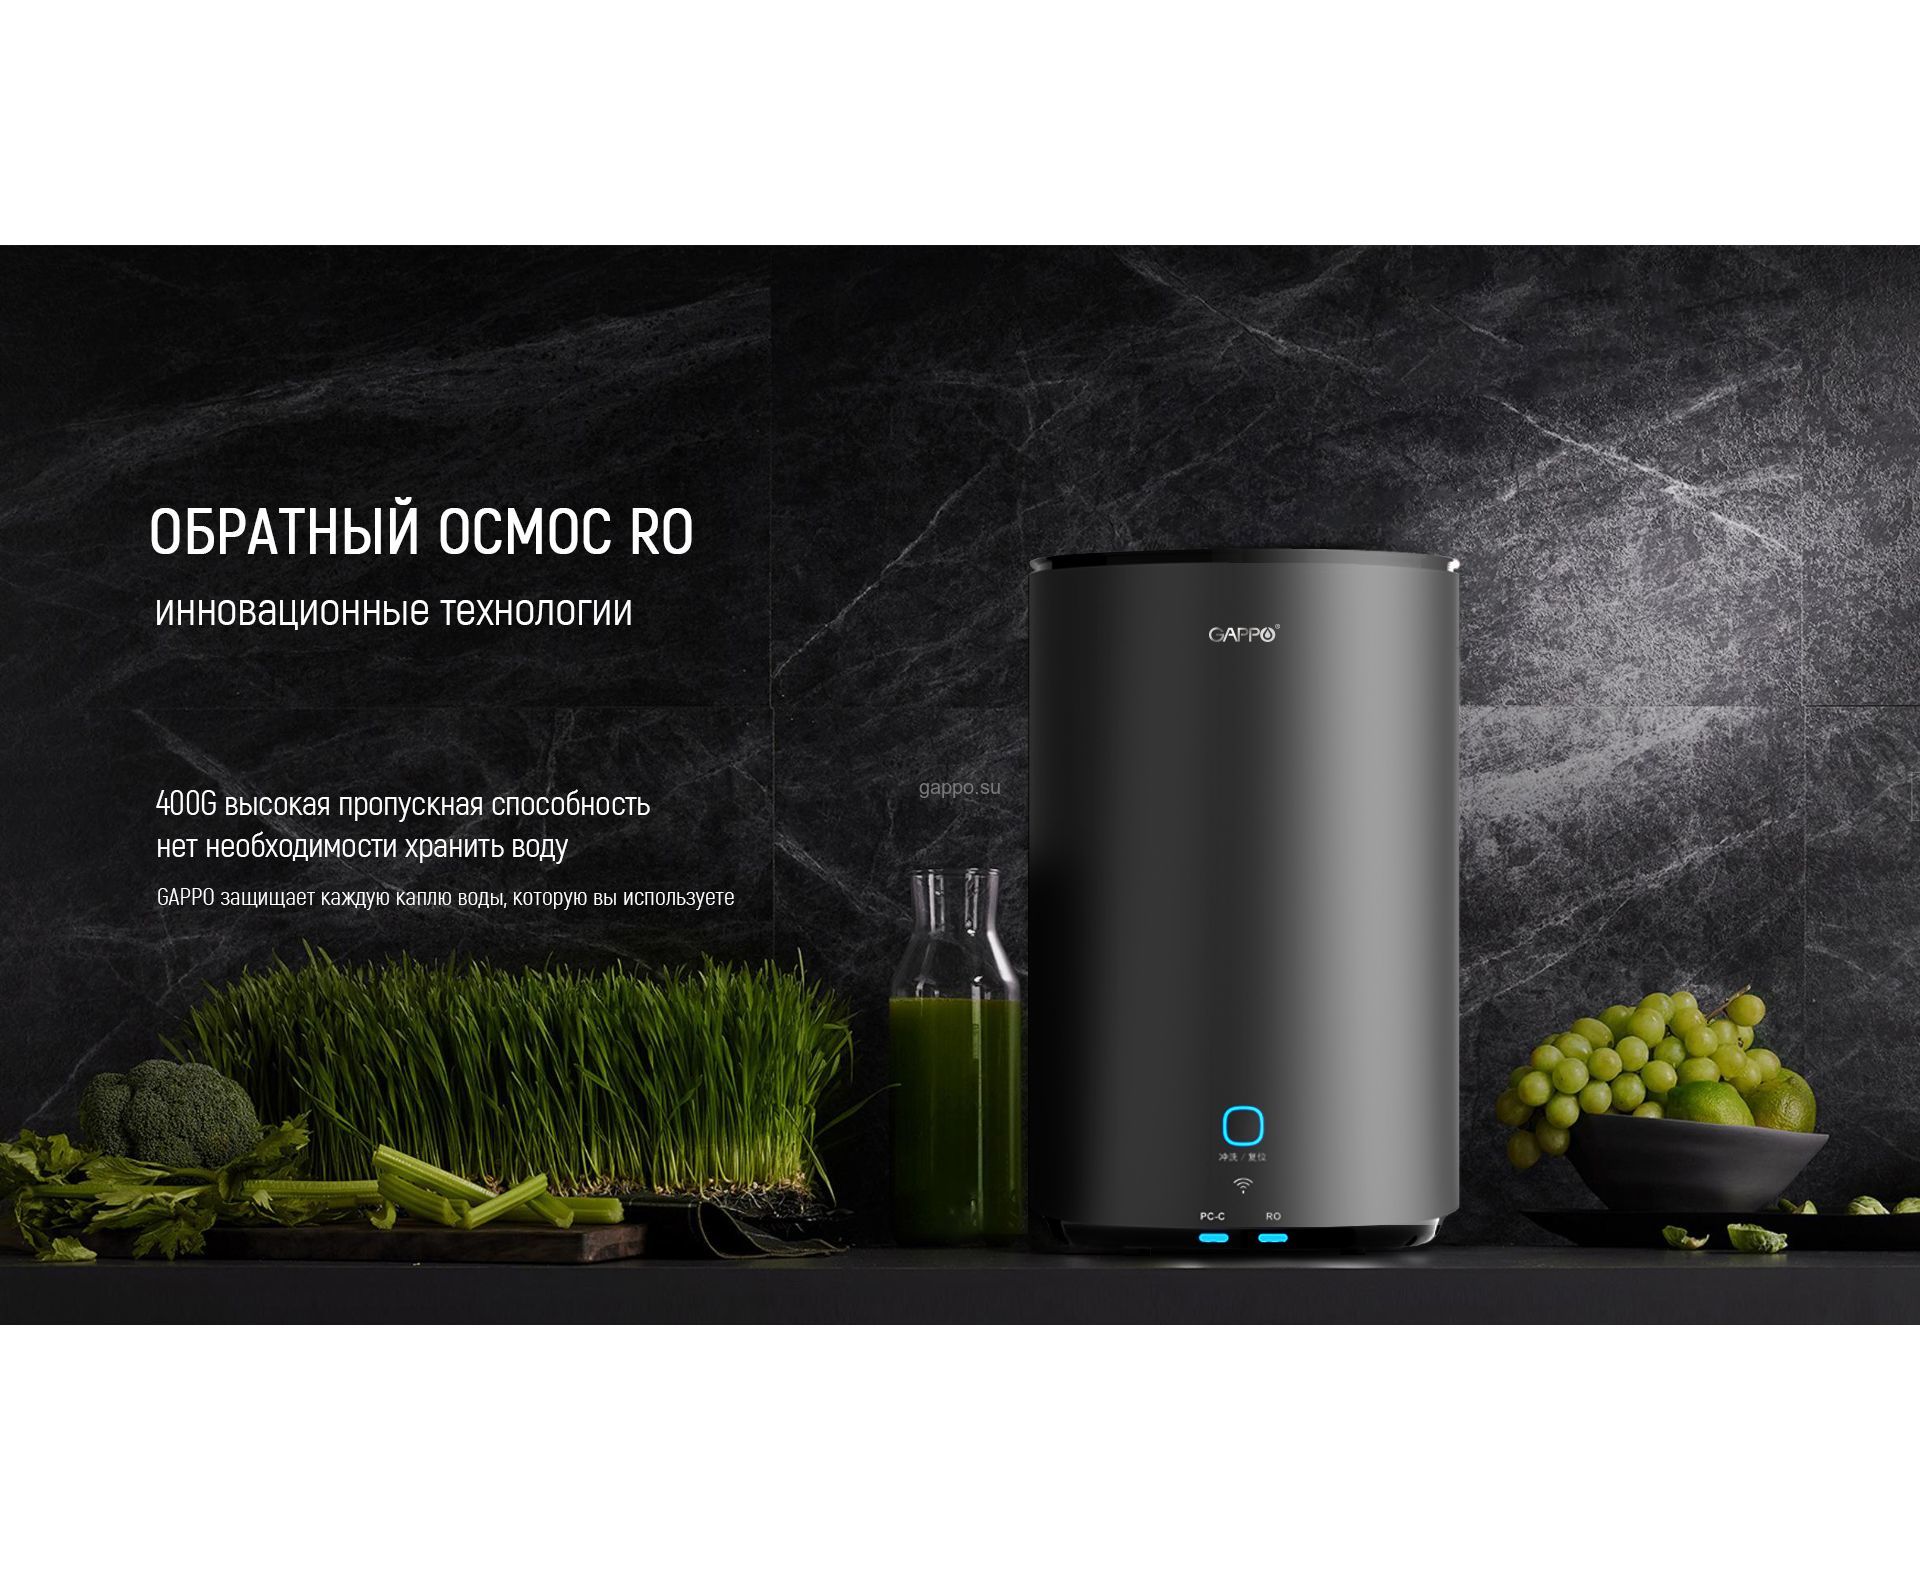 ОБРАТНЫЙ ОСМОС RO
инновационные технологии
400G высокая пропускная способность
нет необходимости хранить воду
GAPPO защищает каждую каплю воды, которую вы используете
gappo.su
GAPPO®
冲洗 / 复位
PC-C RO